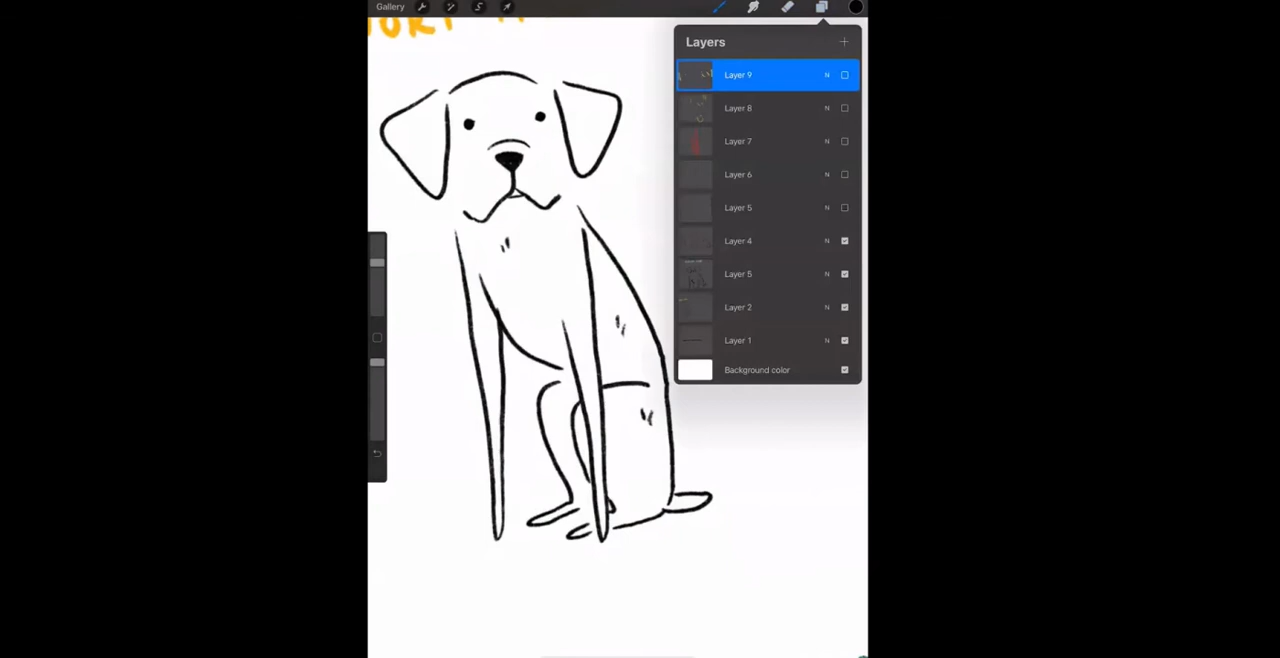 Gallery
Layers
Layer 9 N
Layer 8 N
Layer 7 N
Layer 6 N
Layer 5 N
Layer 4 N
Layer 5 N
Layer 2 N
Layer 1 N
Background color